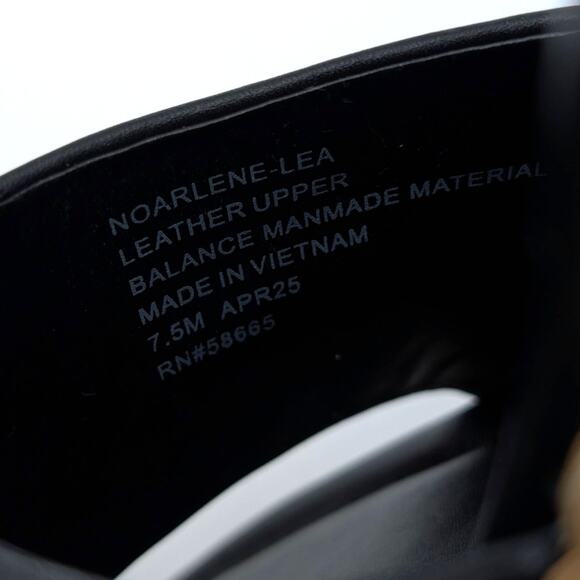 NOARLENE-LEA
LEATHER UPPER
BALANCE MANMADE MATERIAL
MADE IN VIETNAM
7.5M APR25
RN#58665